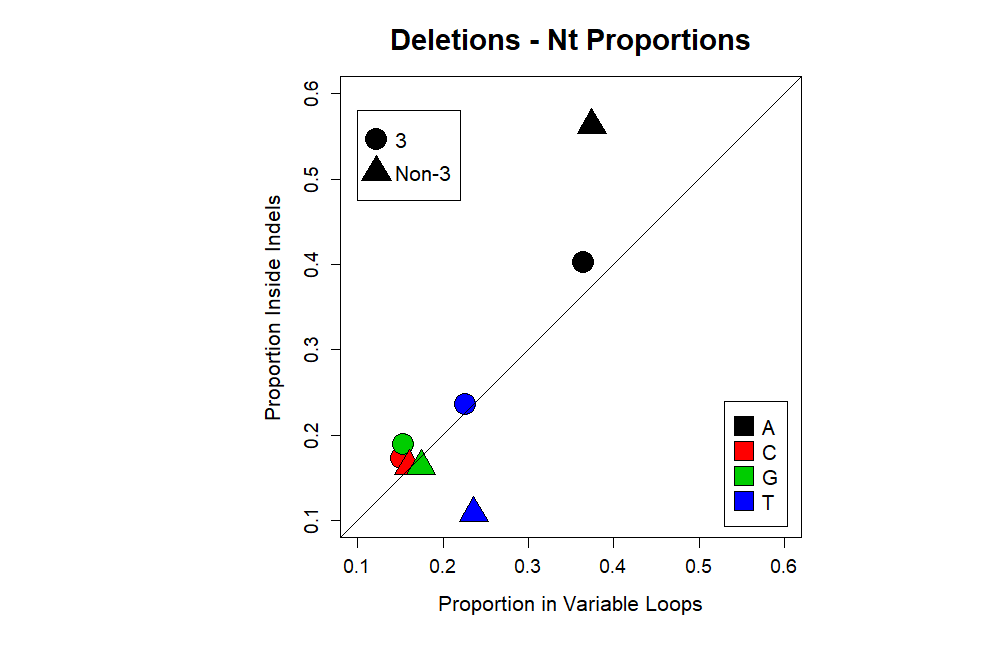 Deletions - Nt Proportions
3
Non-3
Proportion Inside Indels
0.6
0.5
0.4
0.3
0.2
0.1
A
C
G
T
0.1 0.2 0.3 0.4 0.5 0.6
Proportion in Variable Loops